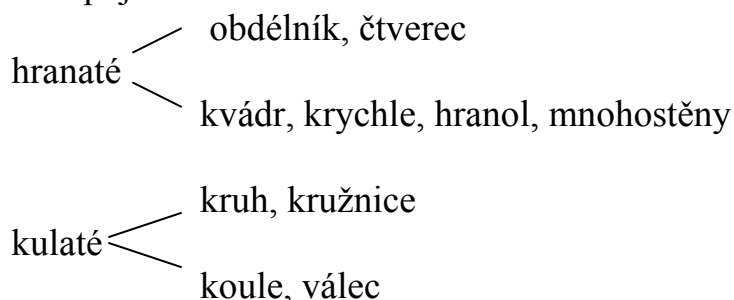 obdélník, čtverec
hranaté
kvádr, krychle, hranol, mnohostěny
kruh, kružnice
kulaté
koule, válec